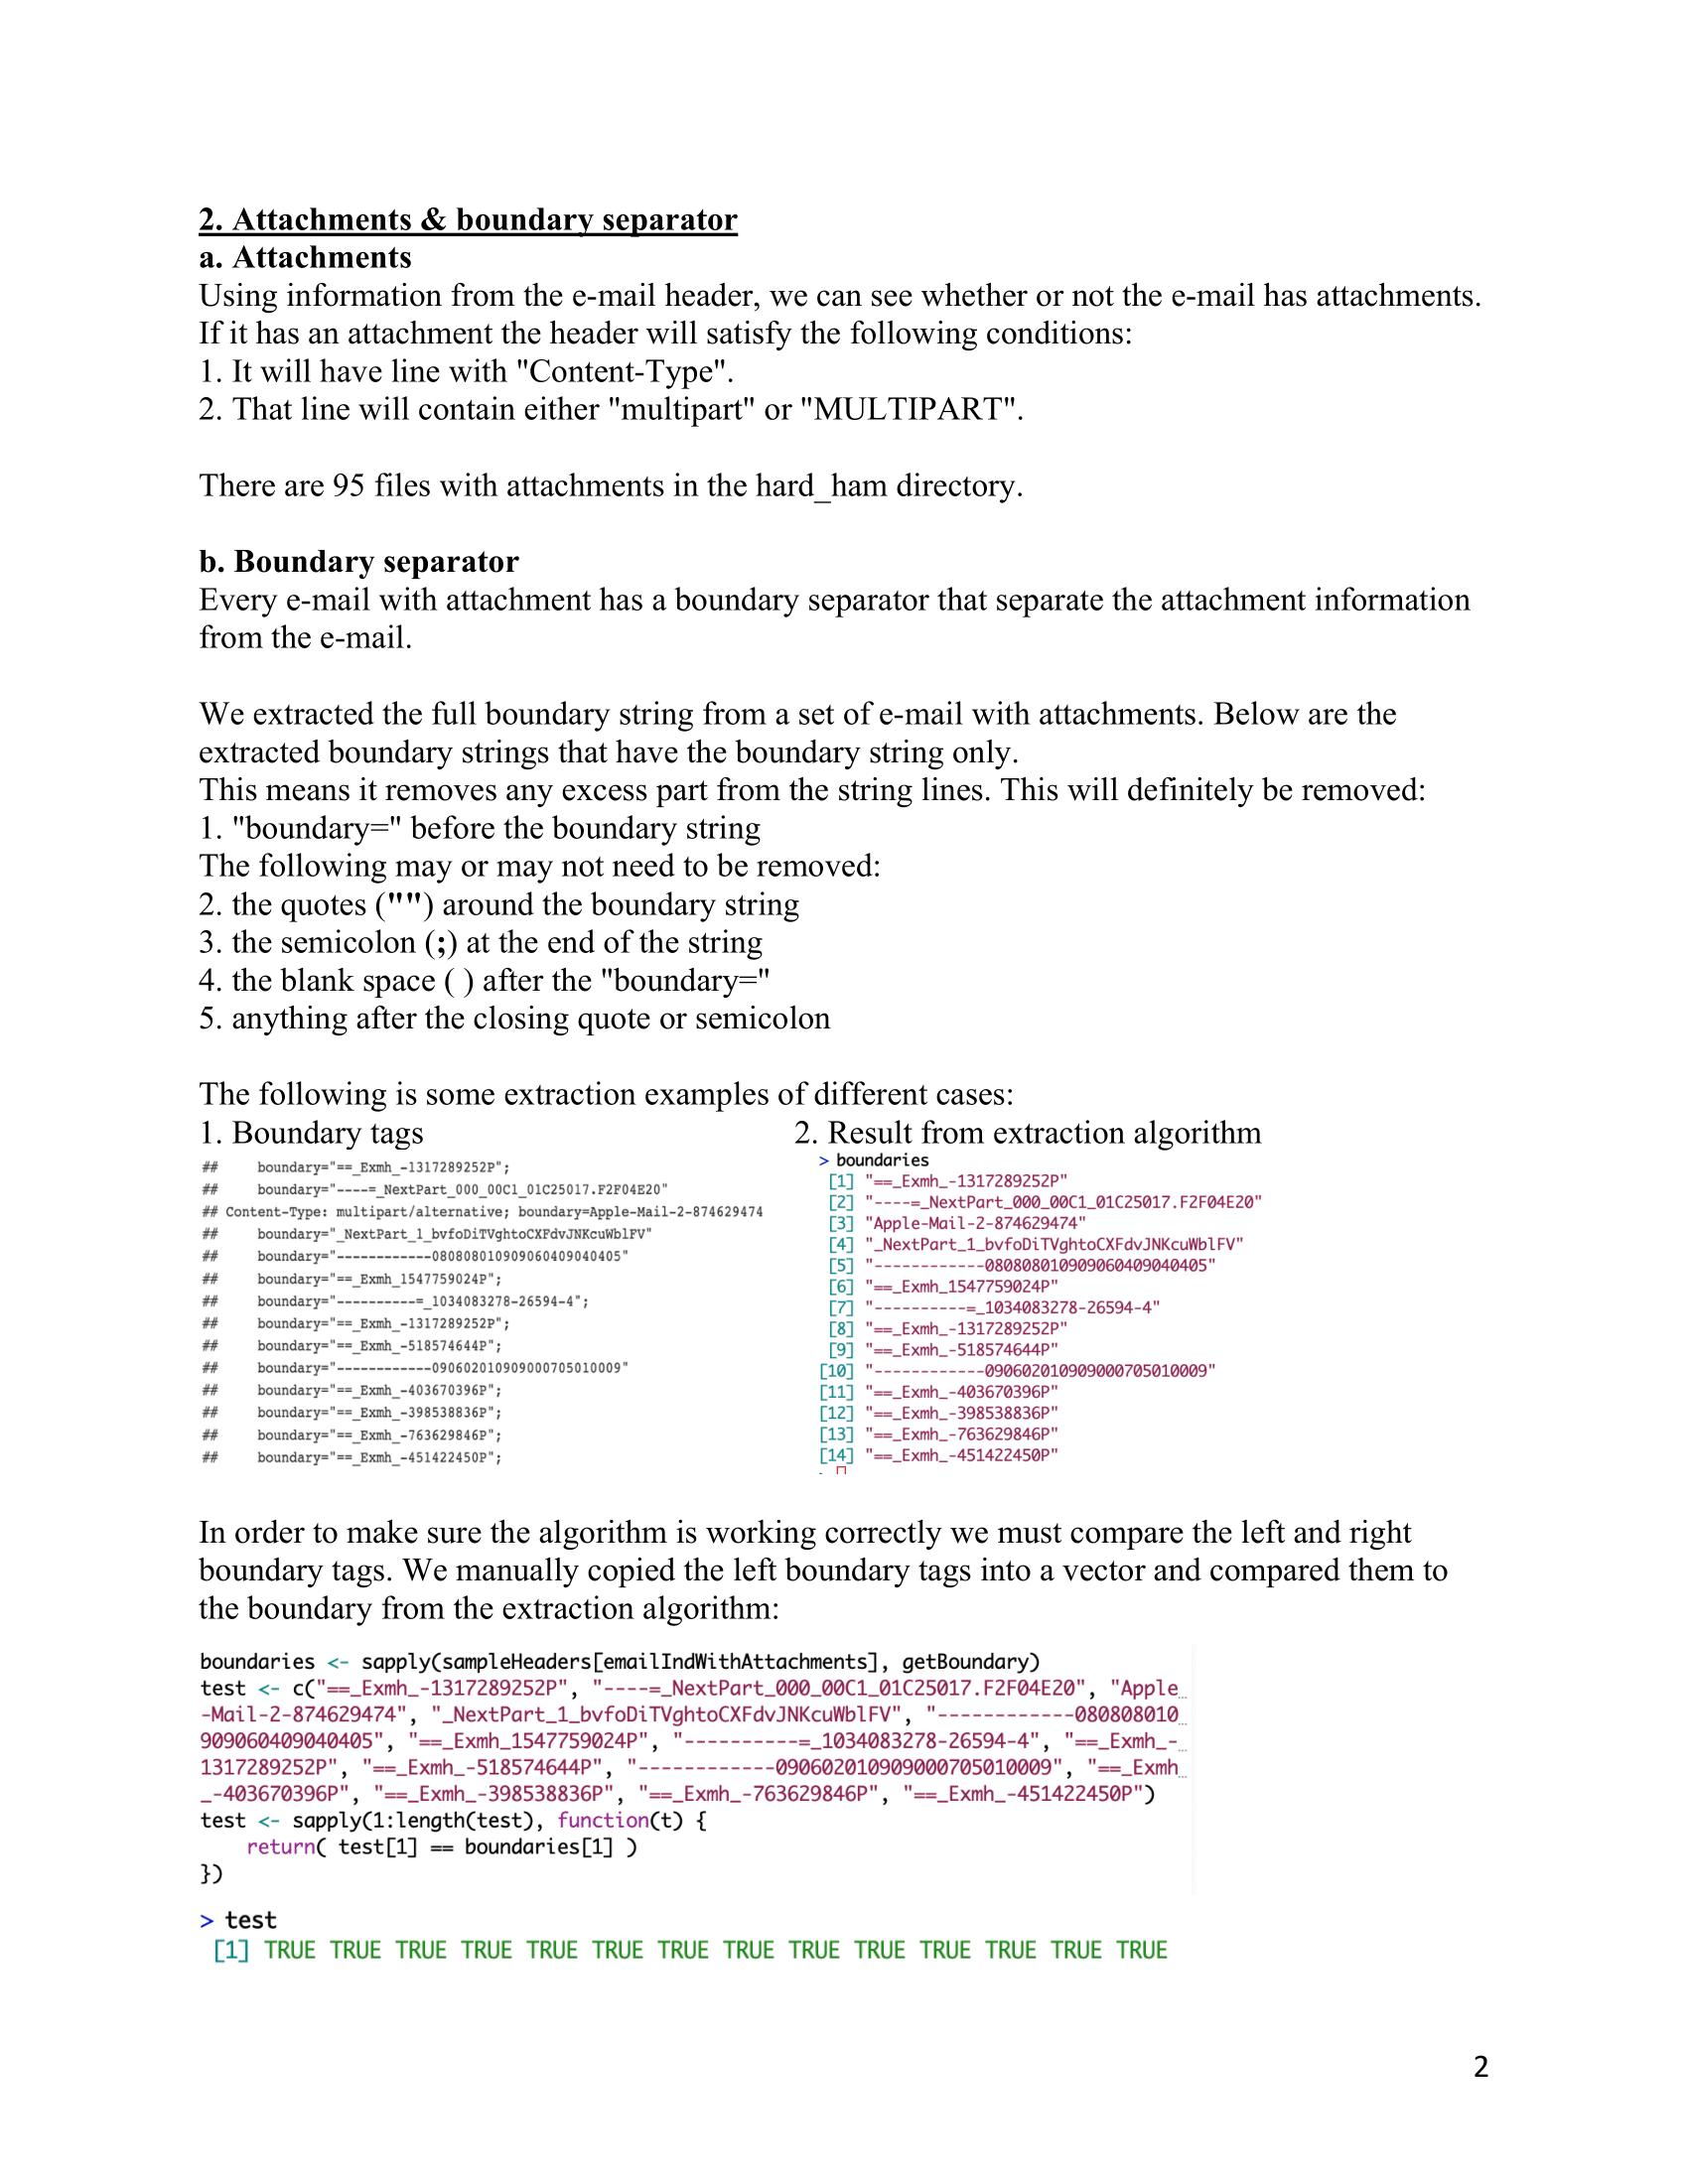 2. Attachments & boundary separator
a. Attachments
Using information from the e-mail header, we can see whether or not the e-mail has attachments.
If it has an attachment the header will satisfy the following conditions:
1. It will have line with "Content-Type".
2. That line will contain either "multipart" or "MULTIPART".
There are 95 files with attachments in the hard_ham directory.
b. Boundary separator
Every e-mail with attachment has a boundary separator that separate the attachment information
from the e-mail.
We extracted the full boundary string from a set of e-mail with attachments. Below are the
extracted boundary strings that have the boundary string only.
This means it removes any excess part from the string lines. This will definitely be removed:
1. "boundary=" before the boundary string
The following may or may not need to be removed:
2. the quotes ("") around the boundary string
3. the semicolon (;) at the end of the string
4. the blank space ( ) after the "boundary="
5. anything after the closing quote or semicolon
The following is some extraction examples of different cases:
1. Boundary tags
## boundary="==_Exmh_-1317289252P";
## boundary="----=_NextPart_000_00C1_01C25017.F2F04E20"
## Content-Type: multipart/alternative; boundary=Apple-Mail-2-874629474
## boundary="_NextPart_1_bvfoDiTVghtoCXFdvJNKcuWblFV"
## boundary="------------080808010909060409040405"
## boundary="==_Exmh_1547759024P";
## boundary="----------=_1034083278-26594-4";
## boundary="==_Exmh_-1317289252P";
## boundary="==_Exmh_-518574644P";
## boundary="------------090602010909000705010009"
## boundary="==_Exmh_-403670396P";
## boundary="==_Exmh_-398538836P";
## boundary="==_Exmh_-763629846P";
## boundary="==_Exmh_-451422450P";
2. Result from extraction algorithm
> boundaries
[1] "==_Exmh_-1317289252P"
[2] "----=_NextPart_000_00C1_01C25017.F2F04E20"
[3] "Apple-Mail-2-874629474"
[4] "_NextPart_1_bvfoDiTVghtoCXFdvJNKcuWblFV"
[5] "------------080808010909060409040405"
[6] "==_Exmh_1547759024P"
[7] "----------=_1034083278-26594-4"
[8] "==_Exmh_-1317289252P"
[9] "==_Exmh_-518574644P"
[10] "------------090602010909000705010009"
[11] "==_Exmh_-403670396P"
[12] "==_Exmh_-398538836P"
[13] "==_Exmh_-763629846P"
[14] "==_Exmh_-451422450P"
In order to make sure the algorithm is working correctly we must compare the left and right
boundary tags. We manually copied the left boundary tags into a vector and compared them to
the boundary from the extraction algorithm:
boundaries <- sapply(sampleHeaders[emailIndWithAttachments], getBoundary)
test <- c("==_Exmh_-1317289252P", "----=_NextPart_000_00C1_01C25017.F2F04E20", "Apple
-Mail-2-874629474", "_NextPart_1_bvfoDiTVghtoCXFdvJNKcuWblFV", "------------080808010
909060409040405", "==_Exmh_1547759024P", "----------=_1034083278-26594-4", "==_Exmh_-
1317289252P", "==_Exmh_-518574644P", "------------090602010909000705010009", "==_Exmh
_-403670396P", "==_Exmh_-398538836P", "==_Exmh_-763629846P", "==_Exmh_-451422450P")
test <- sapply(1:length(test), function(t) {
return( test[1] == boundaries[1] )
})
> test
[1] TRUE TRUE TRUE TRUE TRUE TRUE TRUE TRUE TRUE TRUE TRUE TRUE TRUE TRUE
2